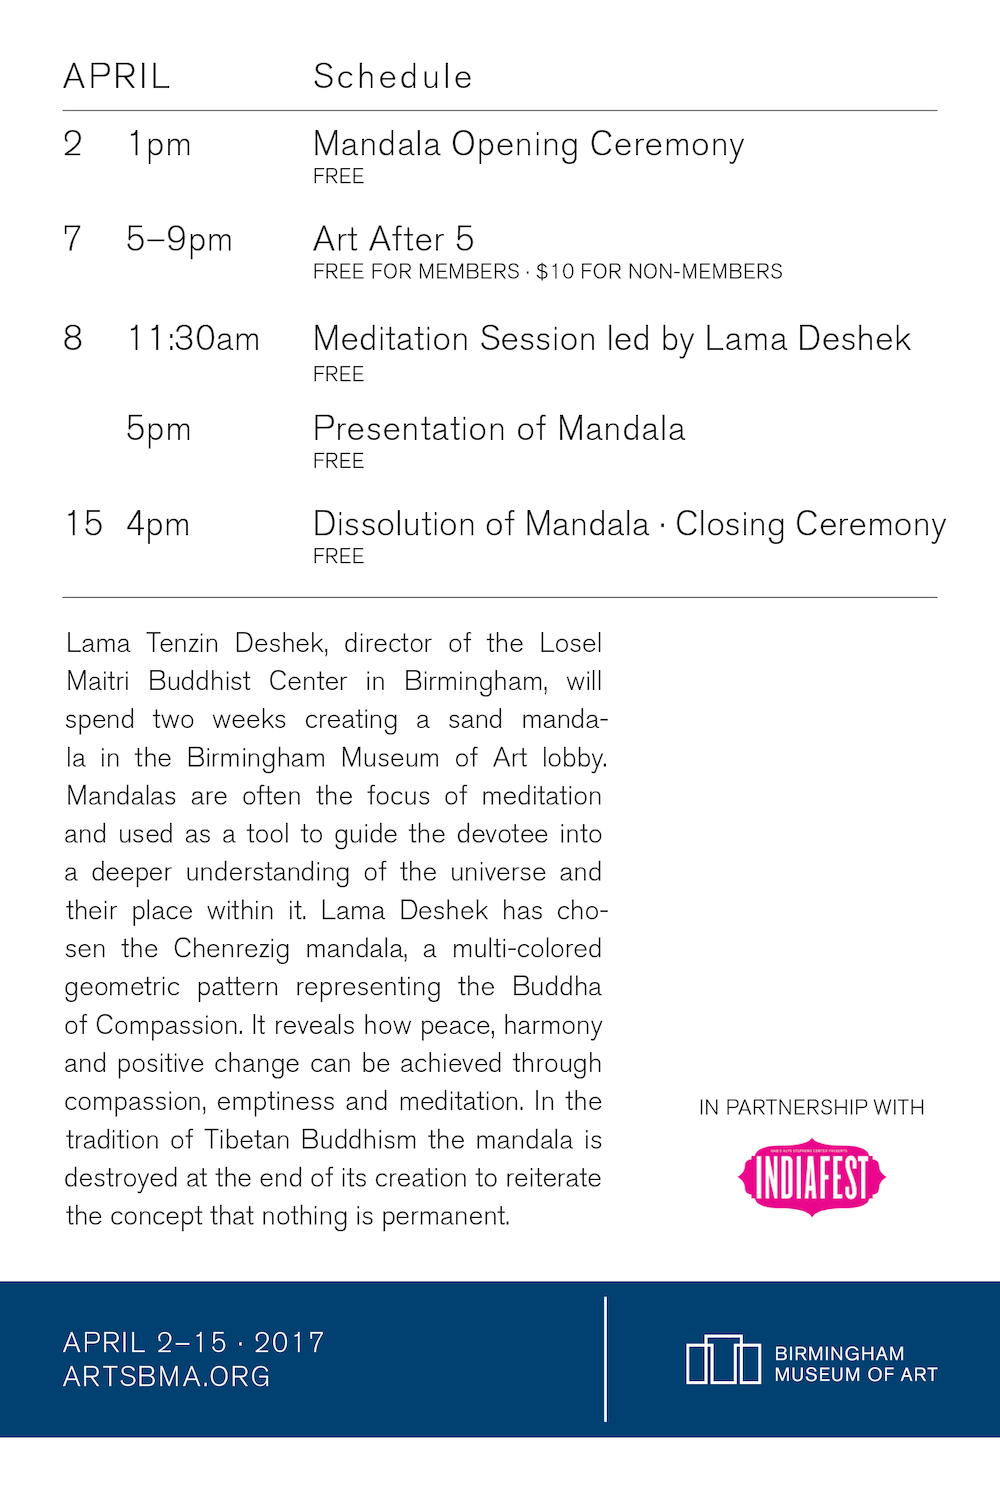 APRIL Schedule
2 1pm Mandala Opening Ceremony
FREE
7 5–9pm Art After 5
FREE FOR MEMBERS · $10 FOR NON-MEMBERS
8 11:30am Meditation Session led by Lama Deshek
FREE
5pm Presentation of Mandala
FREE
15 4pm Dissolution of Mandala · Closing Ceremony
FREE
Lama Tenzin Deshek, director of the Losel
Maitri Buddhist Center in Birmingham, will
spend two weeks creating a sand manda-
la in the Birmingham Museum of Art lobby.
Mandalas are often the focus of meditation
and used as a tool to guide the devotee into
a deeper understanding of the universe and
their place within it. Lama Deshek has cho-
sen the Chenrezig mandala, a multi-colored
geometric pattern representing the Buddha
of Compassion. It reveals how peace, harmony
and positive change can be achieved through
compassion, emptiness and meditation. In the
tradition of Tibetan Buddhism the mandala is
destroyed at the end of its creation to reiterate
the concept that nothing is permanent.
IN PARTNERSHIP WITH
INDIAFEST
APRIL 2–15 · 2017
ARTSBMA.ORG
BIRMINGHAM
MUSEUM OF ART